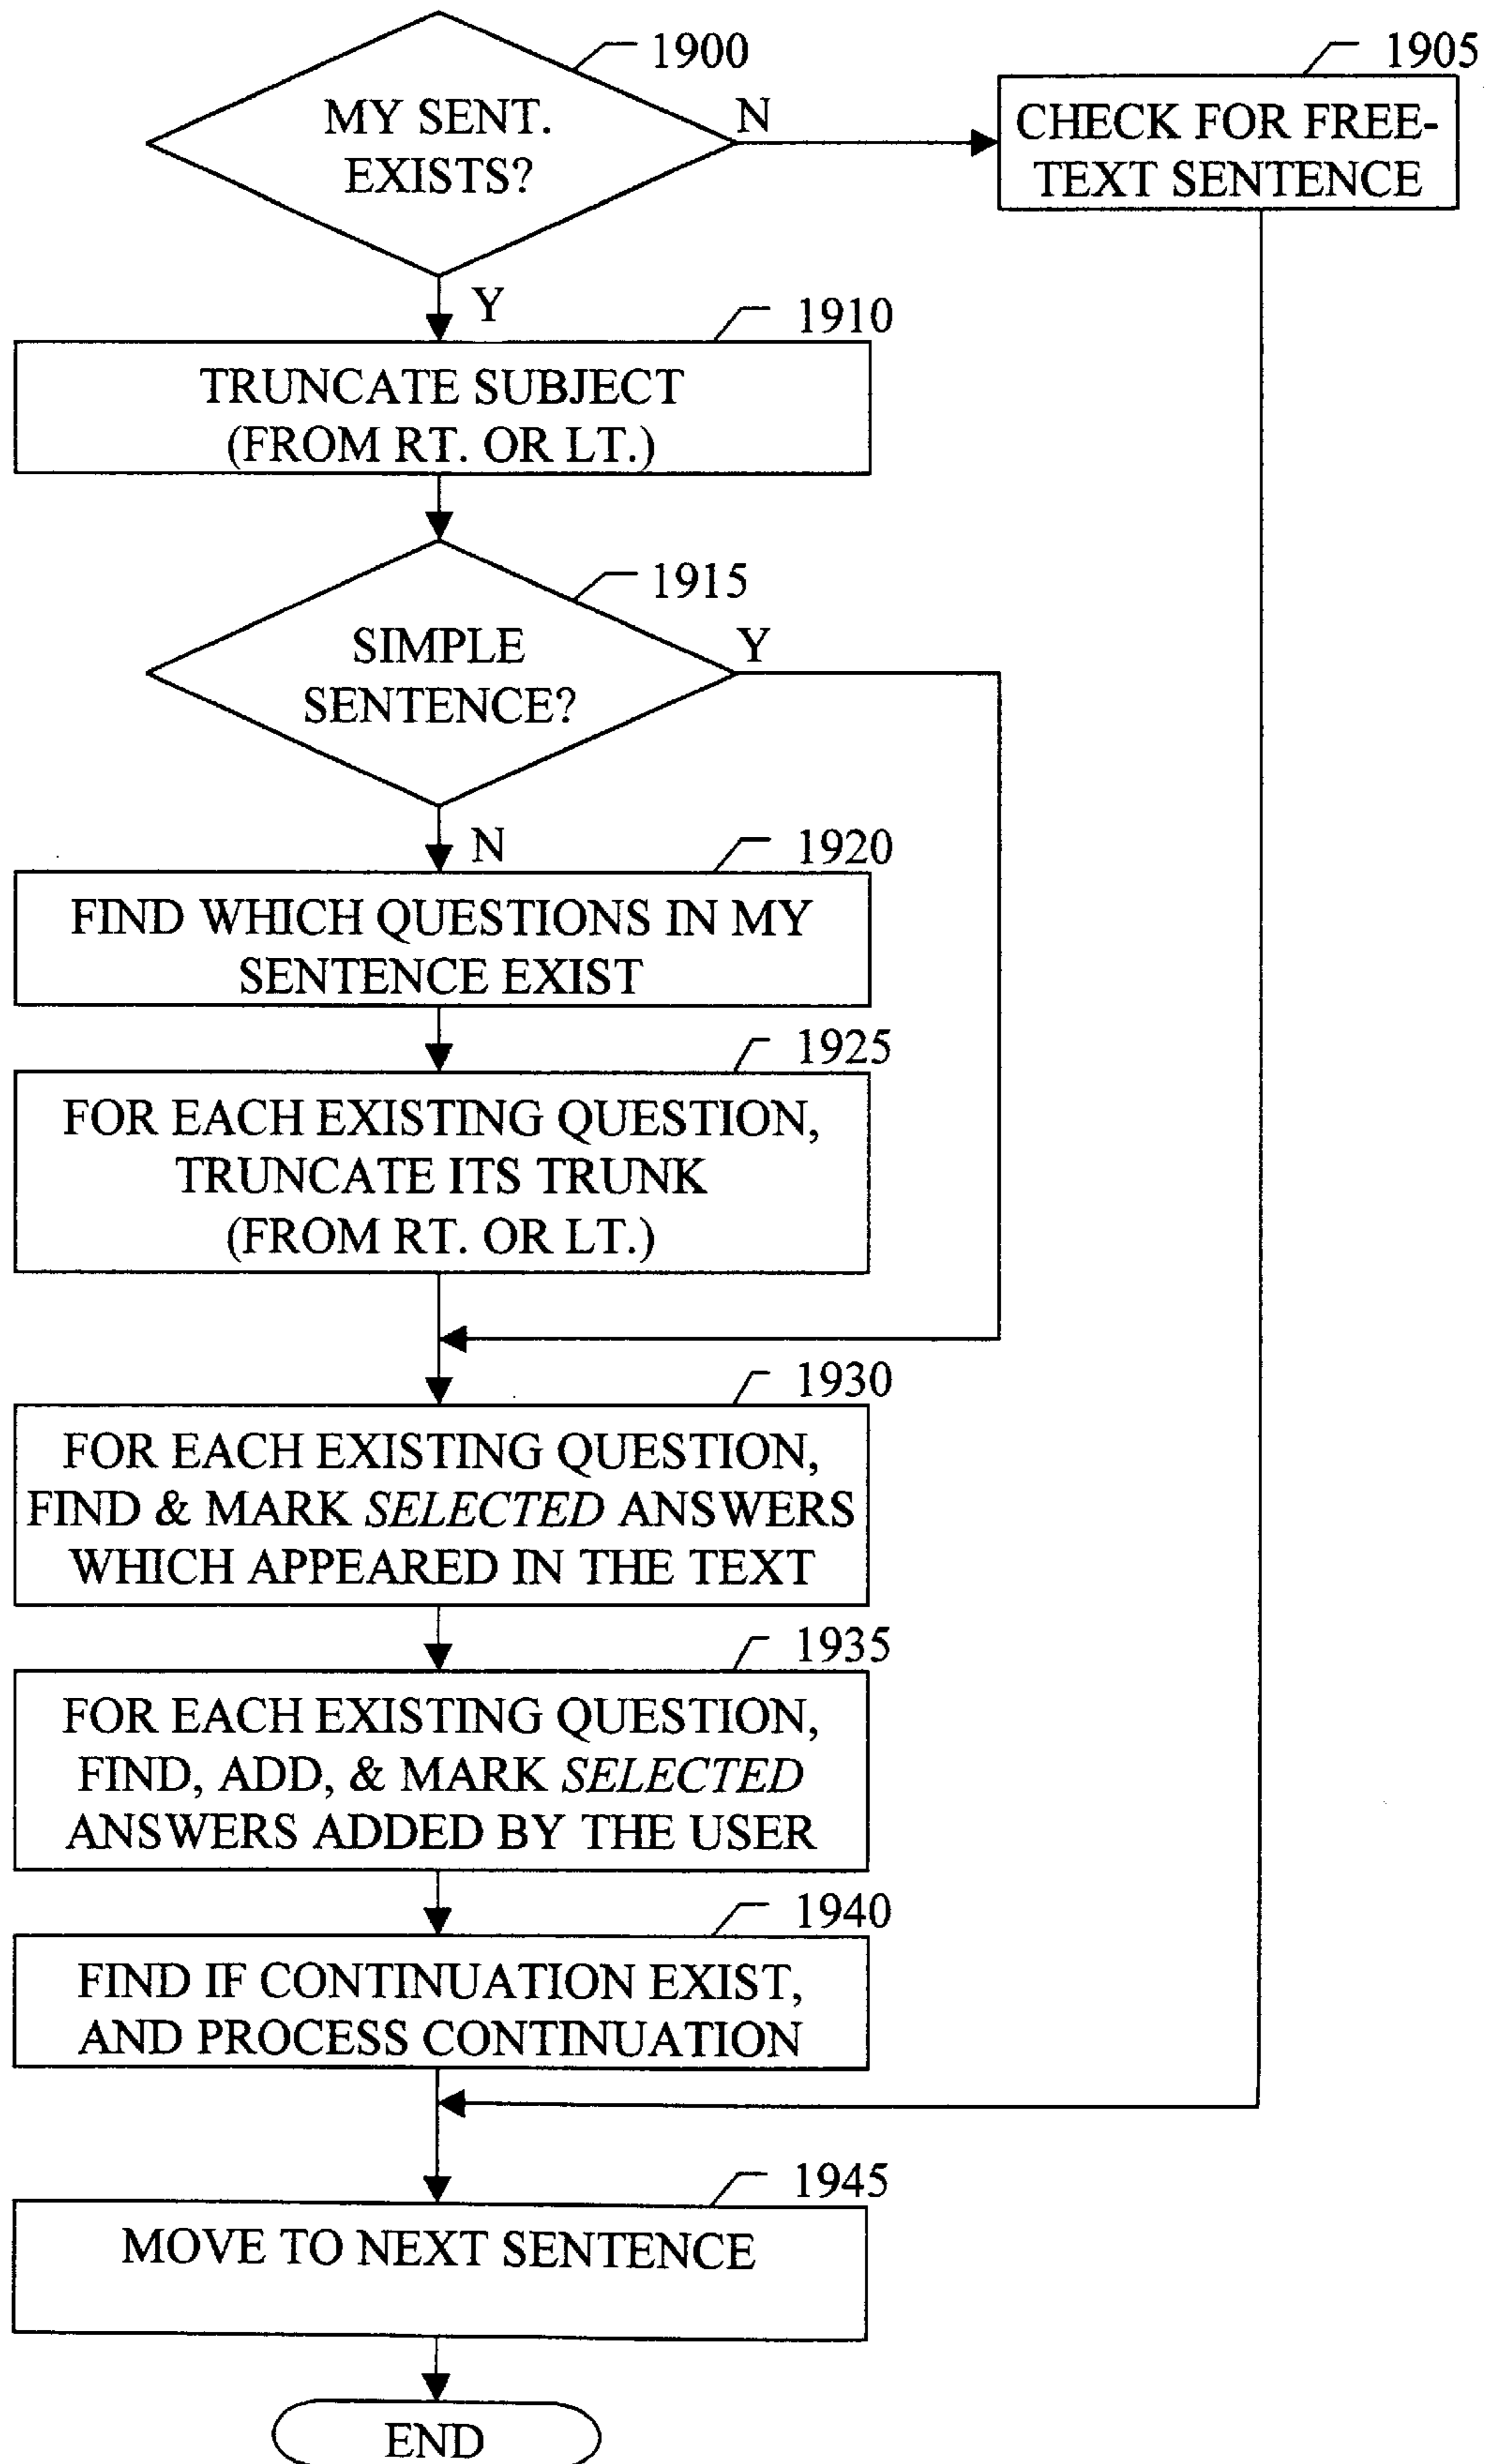 1900
MY SENT.
EXISTS?
N
1905
CHECK FOR FREE-
TEXT SENTENCE
Y
1910
TRUNCATE SUBJECT
(FROM RT. OR LT.)
1915
SIMPLE
SENTENCE?
Y
N
1920
FIND WHICH QUESTIONS IN MY
SENTENCE EXIST
1925
FOR EACH EXISTING QUESTION,
TRUNCATE ITS TRUNK
(FROM RT. OR LT.)
1930
FOR EACH EXISTING QUESTION,
FIND & MARK SELECTED ANSWERS
WHICH APPEARED IN THE TEXT
1935
FOR EACH EXISTING QUESTION,
FIND, ADD, & MARK SELECTED
ANSWERS ADDED BY THE USER
1940
FIND IF CONTINUATION EXIST,
AND PROCESS CONTINUATION
1945
MOVE TO NEXT SENTENCE
END